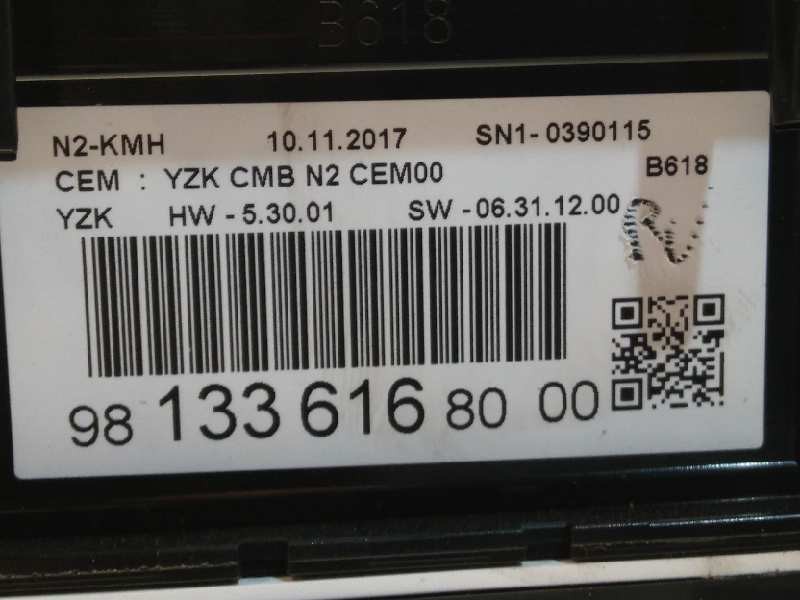 B618
N2-KMH 10.11.2017 SN1-0390115
CEM : YZK CMB N2 CEM00 B618
YZK HW -5.30.01 SW -06.31.12.00
98 133 616 80 00